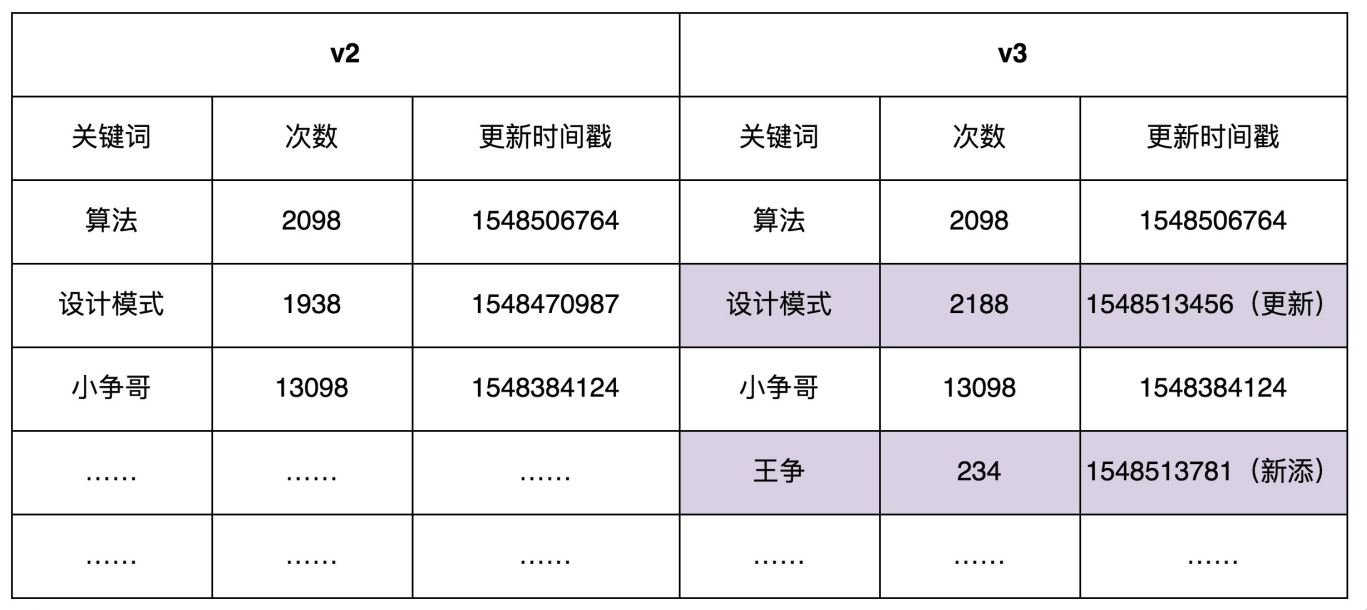 v2 v3
关键词 次数 更新时间戳 关键词 次数 更新时间戳
算法 2098 1548506764 算法 2098 1548506764
设计模式 1938 1548470987 设计模式 2188 1548513456（更新）
小争哥 13098 1548384124 小争哥 13098 1548384124
…… …… …… 王争 234 1548513781（新添）
…… …… …… …… …… ……